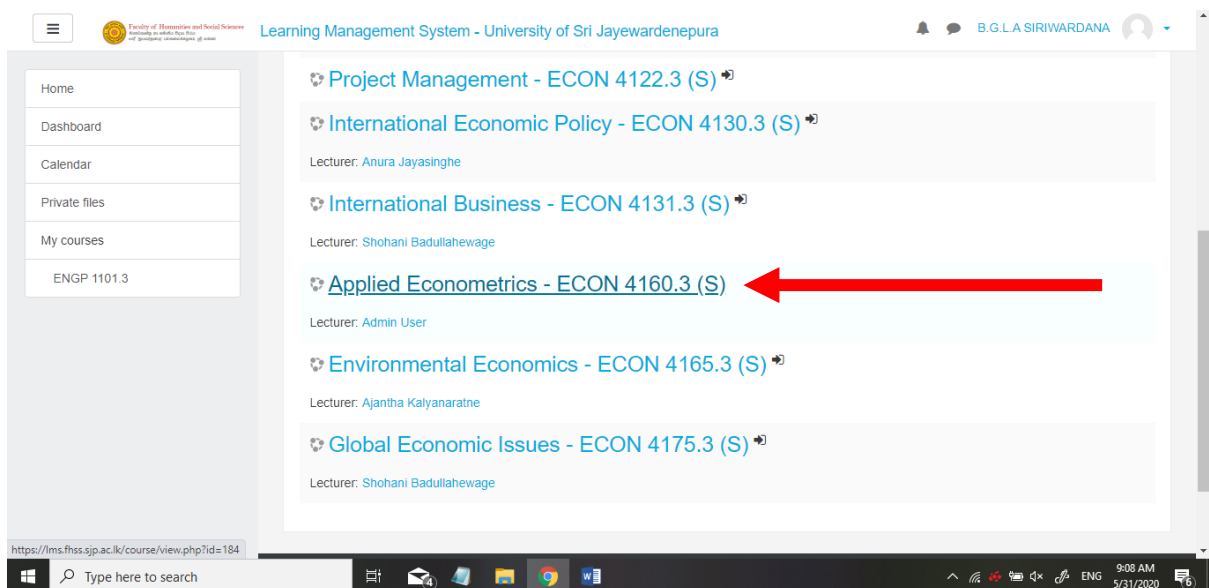 Faculty of Humanities and Social Sciences
Learning Management System - University of Sri Jayewardenepura
B.G.L.A SIRIWARDANA
Home
Dashboard
Calendar
Private files
My courses
ENGP 1101.3
Project Management - ECON 4122.3 (S)
International Economic Policy - ECON 4130.3 (S)
Lecturer: Anura Jayasinghe
International Business - ECON 4131.3 (S)
Lecturer: Shohani Badullahewage
Applied Econometrics - ECON 4160.3 (S)
Lecturer: Admin User
Environmental Economics - ECON 4165.3 (S)
Lecturer: Ajantha Kalyanaratne
Global Economic Issues - ECON 4175.3 (S)
Lecturer: Shohani Badullahewage
https://lms.fhss.sjp.ac.lk/course/view.php?id=184
Type here to search
4
ENG
9:08 AM
5/31/2020
6